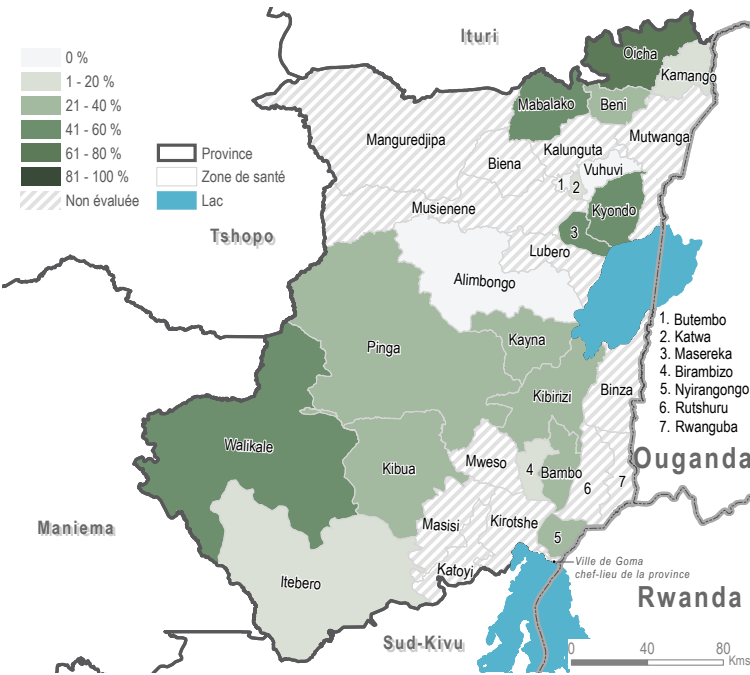 Ituri
0 %
1 - 20 %
21 - 40 %
41 - 60 %
61 - 80 %
81 - 100 %
Non évaluée
Province
Zone de santé
Lac
Oicha
Kamango
Mabalako
Beni
Mutwanga
Manguredjipa
Kalunguta
Biena
Vuhuvi
1
2
Musienene
Kyondo
3
Tshopo
Lubero
Alimbongo
Pinga
Kayna
1. Butembo
2. Katwa
3. Masereka
4. Birambizo
5. Nyirangongo
6. Rutshuru
7. Rwanguba
Kibirizi
Binza
Walikale
Kibua
Mweso
4
Bambo
6
7
Ouganda
Masisi
Kirotshe
5
Maniema
Katoyi
Itebero
Ville de Goma
chef-lieu de la province
Rwanda
Sud-Kivu
0 40 80
Kms